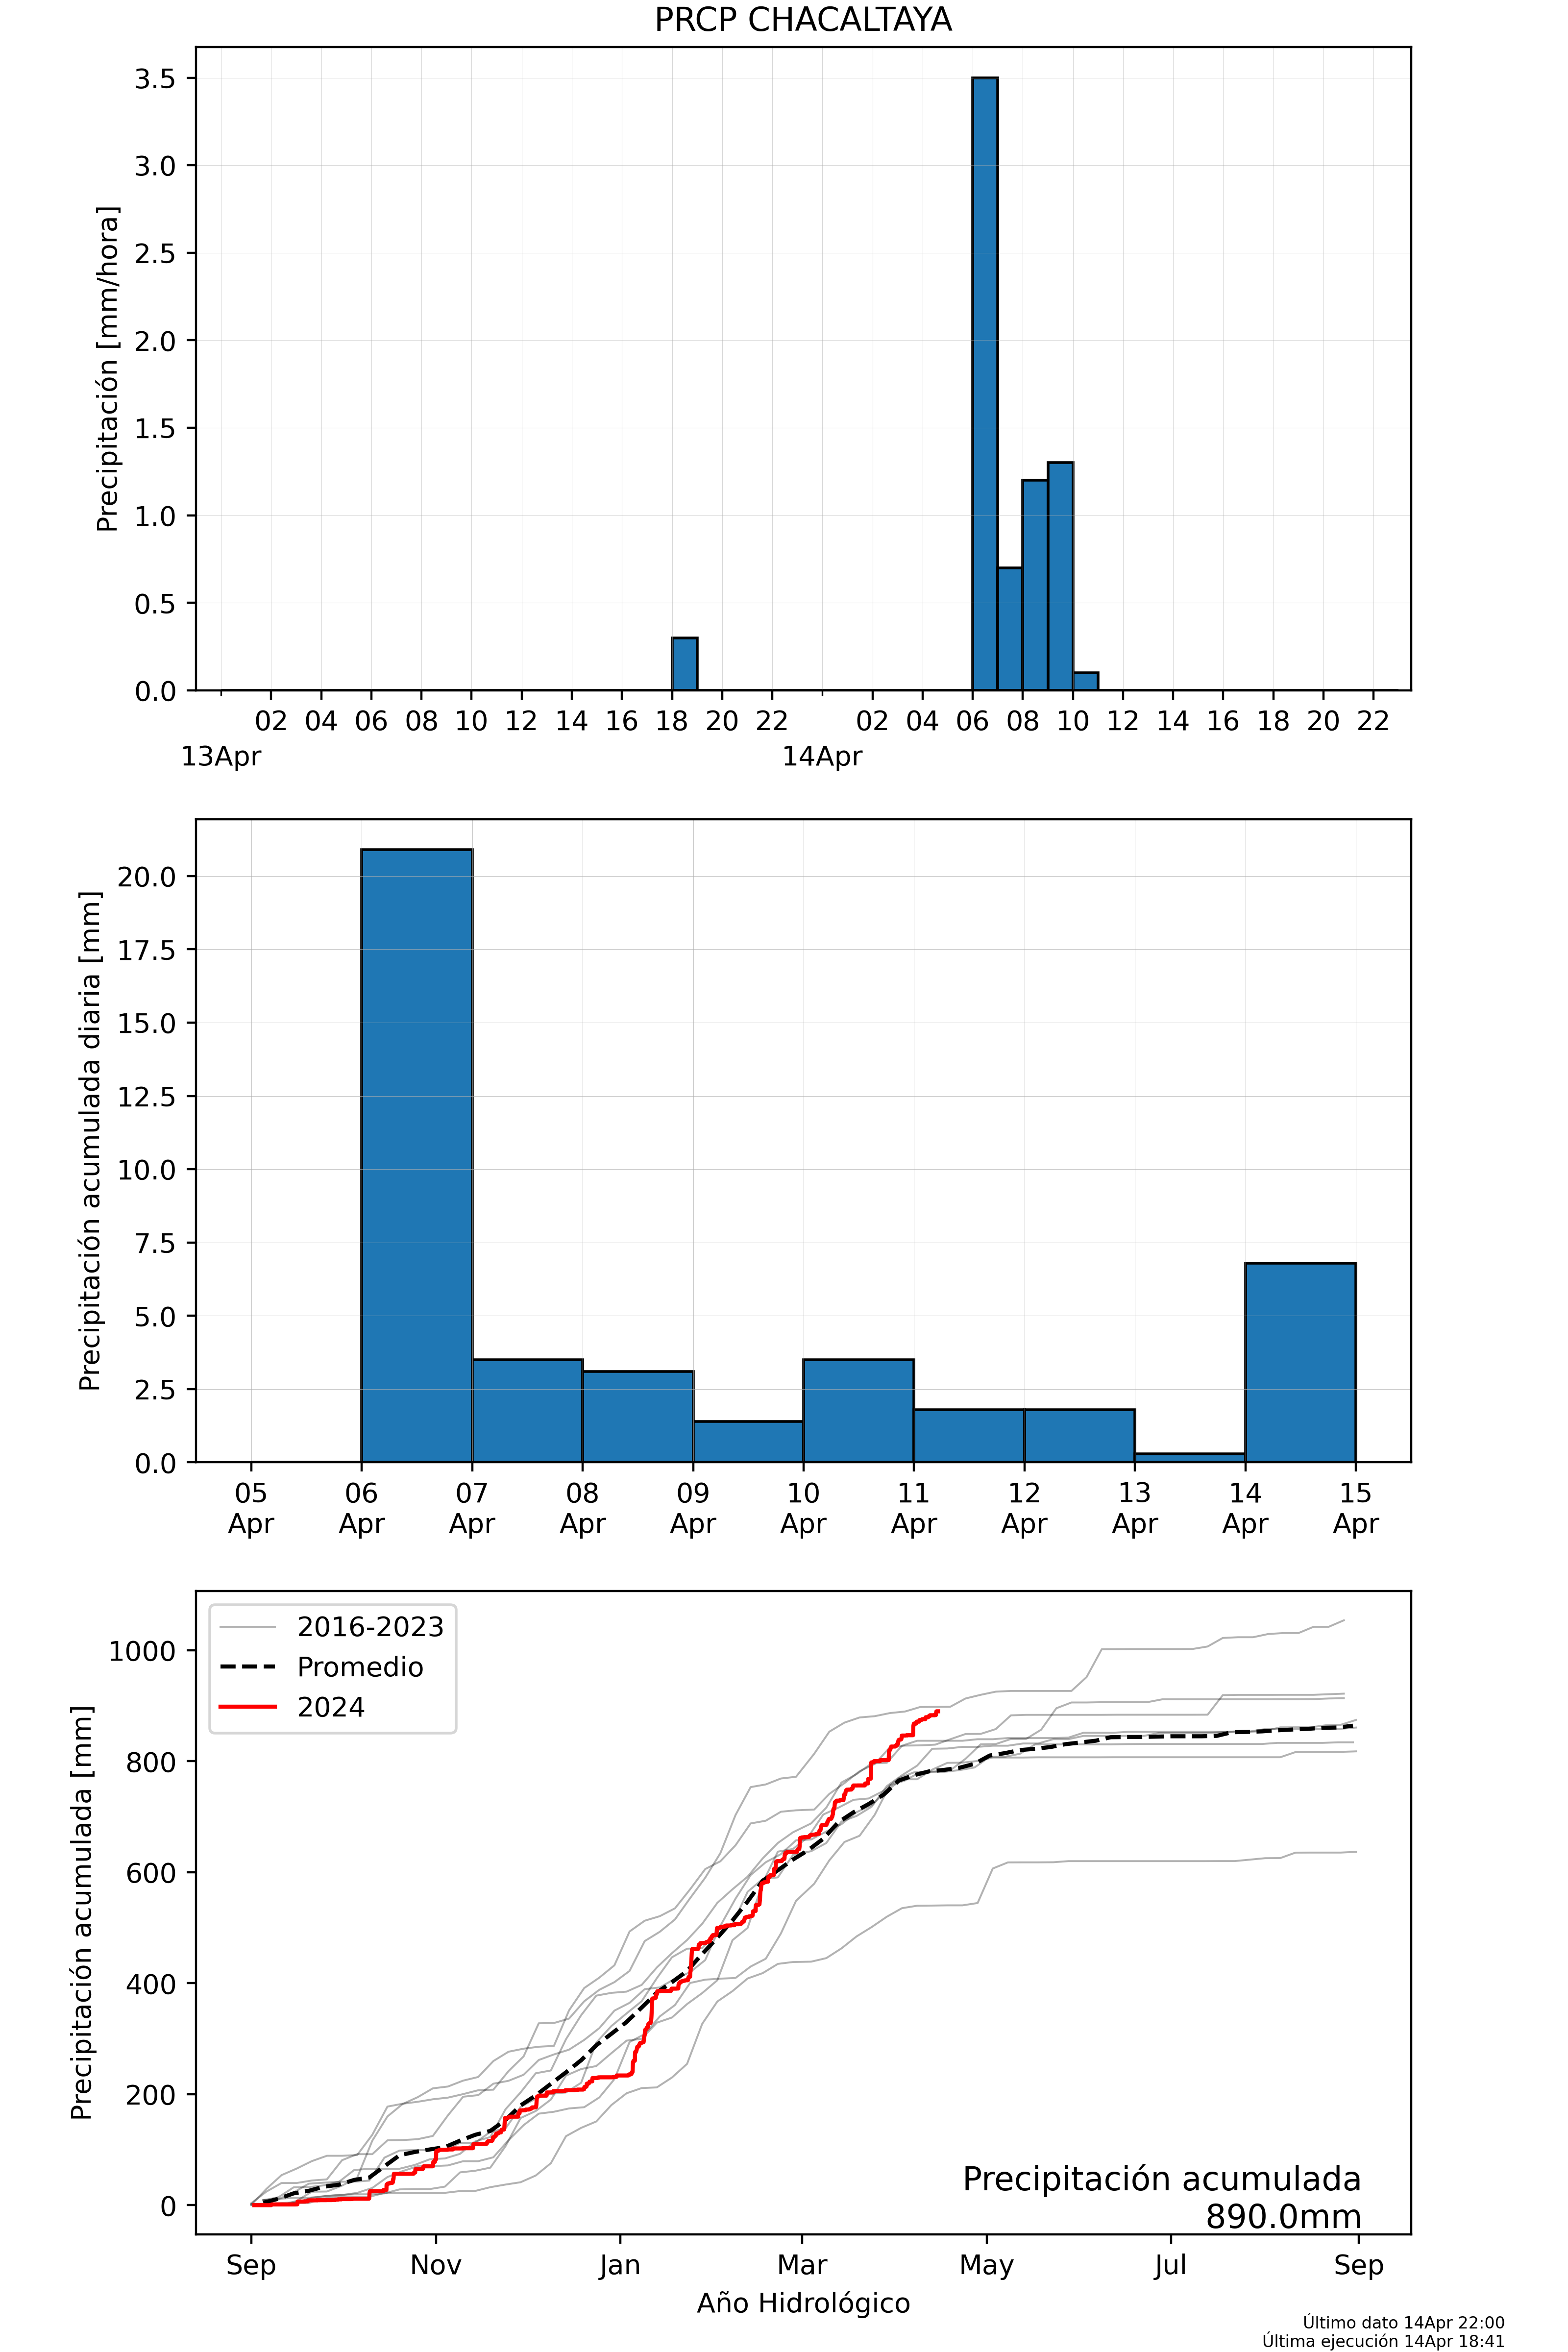 PRCP CHACALTAYA
Precipitación [mm/hora]
3.5
3.0
2.5
2.0
1.5
1.0
0.5
0.0
02 04 06 08 10 12 14 16 18 20 22 02 04 06 08 10 12 14 16 18 20 22
13Apr 14Apr
Precipitación acumulada diaria [mm]
20.0
17.5
15.0
12.5
10.0
7.5
5.0
2.5
0.0
05 06 07 08 09 10 11 12 13 14 15
Apr Apr Apr Apr Apr Apr Apr Apr Apr Apr Apr
Precipitación acumulada [mm]
1000
800
600
400
200
0
2016-2023
Promedio
2024
Precipitación acumulada
890.0mm
Sep Nov Jan Mar May Jul Sep
Año Hidrológico
Último dato 14Apr 22:00
Última ejecución 14Apr 18:41